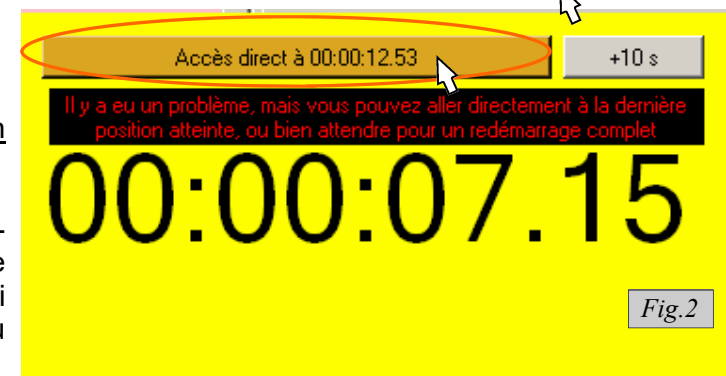 Accès direct à 00:00:12.53
+10 s
Il y a eu un problème, mais vous pouvez aller directement à la dernière
position atteinte, ou bien attendre pour un redémarrage complet
00:00:07.15
Fig.2